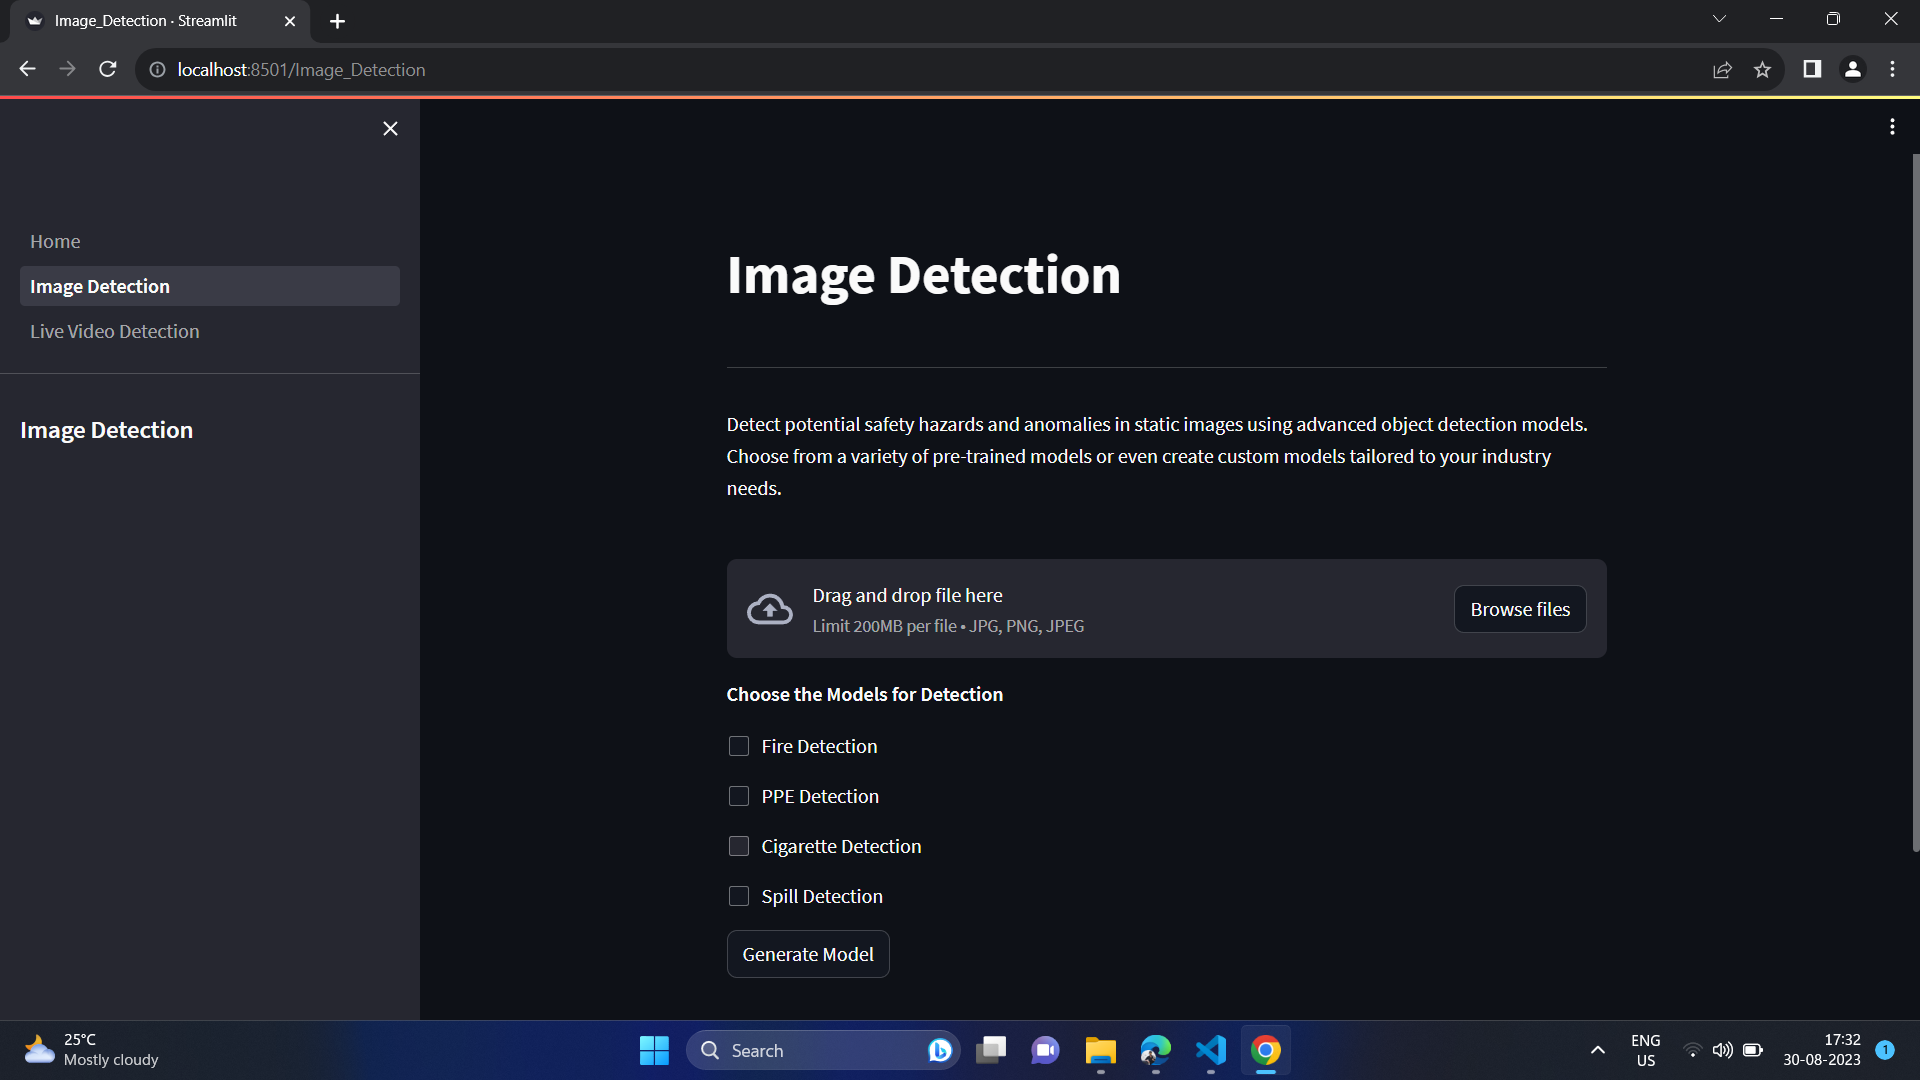 Image_Detection · Streamlit
localhost:8501/Image_Detection
Home
Image Detection
Live Video Detection
Image Detection
Image Detection
Detect potential safety hazards and anomalies in static images using advanced object detection models.
Choose from a variety of pre-trained models or even create custom models tailored to your industry
needs.
Drag and drop file here
Limit 200MB per file • JPG, PNG, JPEG
Browse files
Choose the Models for Detection
Fire Detection
PPE Detection
Cigarette Detection
Spill Detection
Generate Model
25°C
Mostly cloudy
Search
ENG
US
17:32
30-08-2023
1